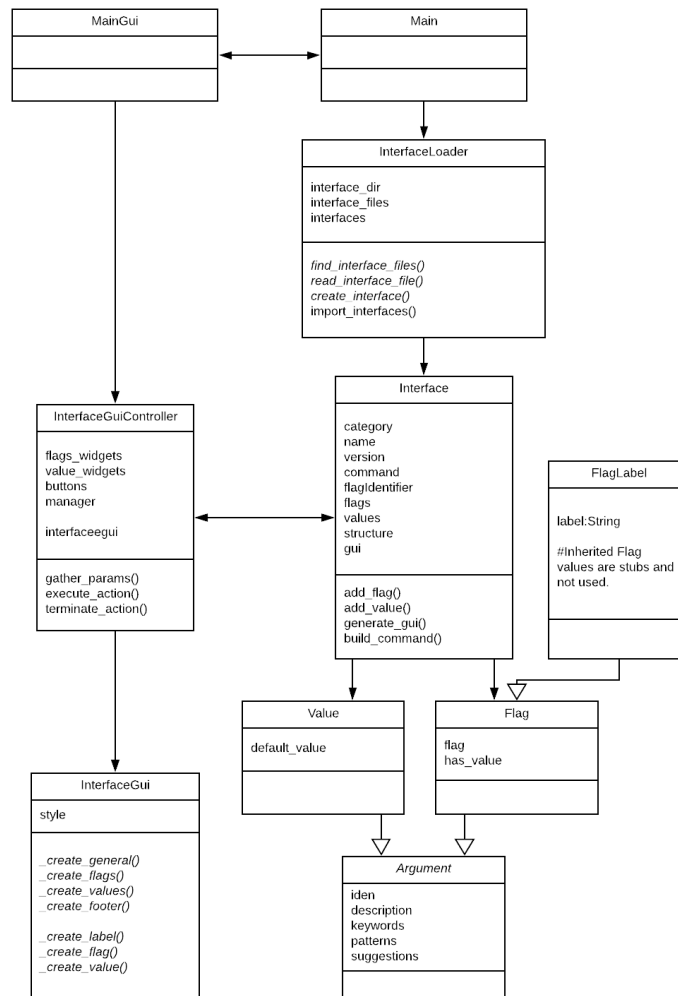 MainGui
Main
InterfaceLoader
interface_dir
interface_files
interfaces
find_interface_files()
read_interface_file()
create_interface()
import_interfaces()
Interface
category
name
version
command
flagIdentifier
flags
values
structure
gui
add_flag()
add_value()
generate_gui()
build_command()
InterfaceGuiController
flags_widgets
value_widgets
buttons
manager
interfaceegui
gather_params()
execute_action()
terminate_action()
FlagLabel
label:String
#Inherited Flag
values are stubs and
not used.
Value
default_value
Flag
flag
has_value
InterfaceGui
style
_create_general()
_create_flags()
_create_values()
_create_footer()
_create_label()
_create_flag()
_create_value()
Argument
iden
description
keywords
patterns
suggestions